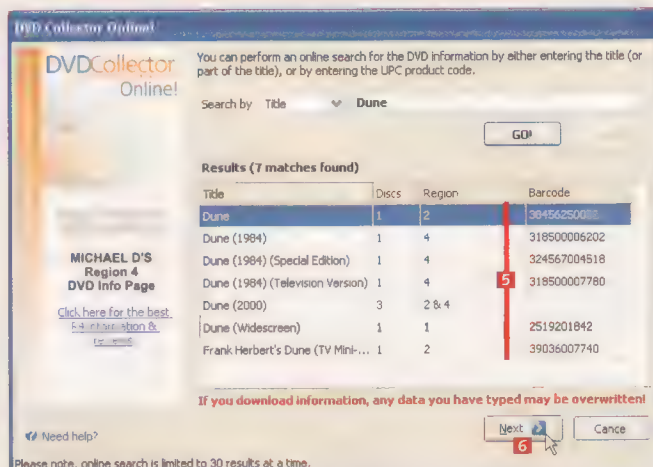 DVD Collector Online!
DVDCollector
Online!
You can perform an online search for the DVD information by either entering the title (or
part of the title), or by entering the UPC product code.
Search by Title Dune
GO!
Results (7 matches found)
Title Discs Region Barcode
Dune 1 2
Dune (1984) 1 4 318500006202
Dune (1984) (Special Edition) 1 4 324567004518
Dune (1984) (Television Version) 1 4 318500007780
Dune (2000) 3 2 & 4
Dune (Widescreen) 1 1 2519201842
Frank Herbert's Dune (TV Mini-... 1 2 39036007740
5
MICHAEL D'S
Region 4
DVD Info Page
Click here for the best
R4 information &
reviews
If you download information, any data you have typed may be overwritten!
Need help?
Next
Cance
6
Please note, online search is limited to 30 results at a time.